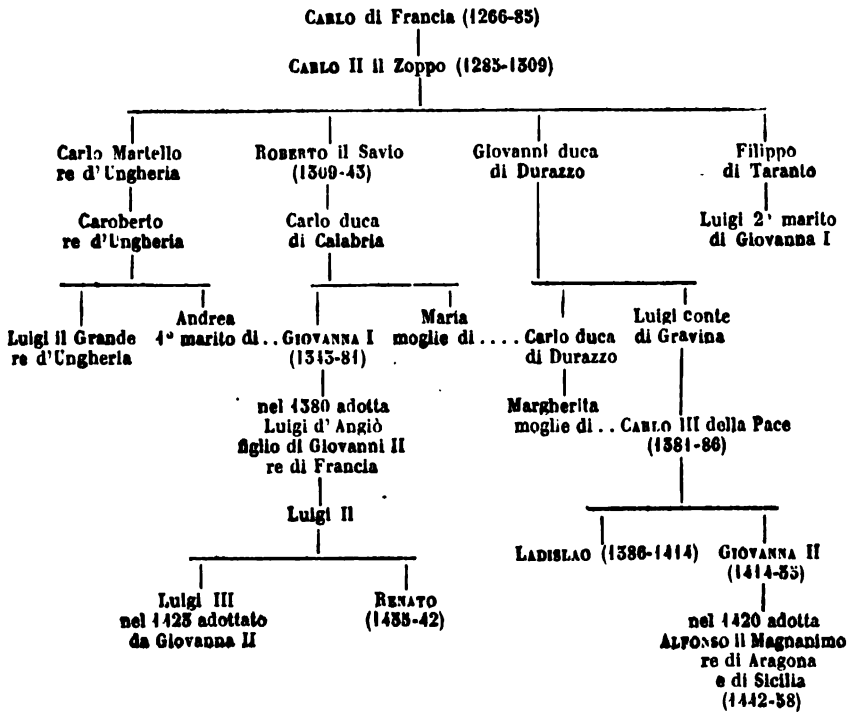 CARLO di Francia (1266-85)
CARLO II il Zoppo (1285-1309)
Carlo Martello
re d'Ungheria
ROBERTO il Savio
(1309-43)
Giovanni duca
di Durazzo
Filippo
di Taranto
Caroberto
re d'Ungheria
Carlo duca
di Calabria
Luigi 2° marito
di Giovanna I
Luigi il Grande
re d'Ungheria
Andrea
1° marito di . . GIOVANNA I
(1343-81)
Maria
moglie di . . . . Carlo duca
di Durazzo
Luigi conte
di Gravina
nel 1380 adotta
Luigi d'Angiò
figlio di Giovanni II
re di Francia
Margherita
moglie di . . CARLO III della Pace
(1381-86)
Luigi II
LADISLAO (1386-1414)
GIOVANNA II
(1414-35)
Luigi III
nel 1423 adottato
da Giovanna II
RENATO
(1435-42)
nel 1420 adotta
ALFONSO il Magnanimo
re di Aragona
e di Sicilia
(1442-58)